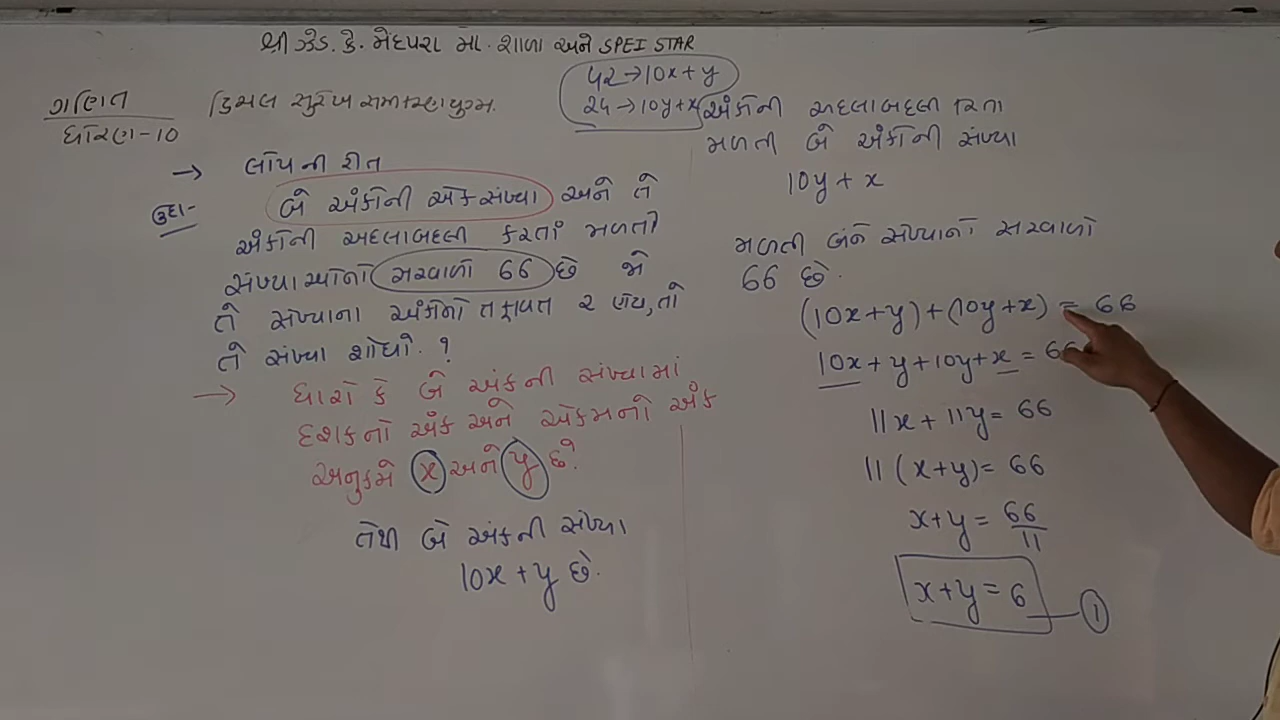 શ્રી ઝેડ. કે. મેંદપરા મા. શાળા અને SPEI STAR
ગણિત
ધોરણ-10
દ્વિચલ સુરેખ સમીકરણયુગ્મ.
52 → 10x + y
25 → 10y + x
→ લોપની રીત
ઉદા-
બે અંકોની એક સંખ્યા અને તે
અંકોની અદલાબદલી કરતાં મળતી
સંખ્યાઓનો સરવાળો 66 છે જો
તે સંખ્યાના અંકોનો તફાવત ર હોય, તો
તે સંખ્યા શોધો. ?
→ ધારો કે બે અંકની સંખ્યામાં
દશકનો અંક અને એકમનો અંક
અનુક્રમે x અને y છે.
તેથી બે અંકની સંખ્યા
10x + y છે.
અંકોની અદલાબદલી કરતા
મળતી બે અંકોની સંખ્યા
10y + x
મળતી બંને સંખ્યાનો સરવાળો
66 છે.
(10x + y) + (10y + x) = 66
10x + y + 10y + x = 66
11x + 11y = 66
11 (x + y) = 66
x + y = 66/11
x + y = 6 — ①